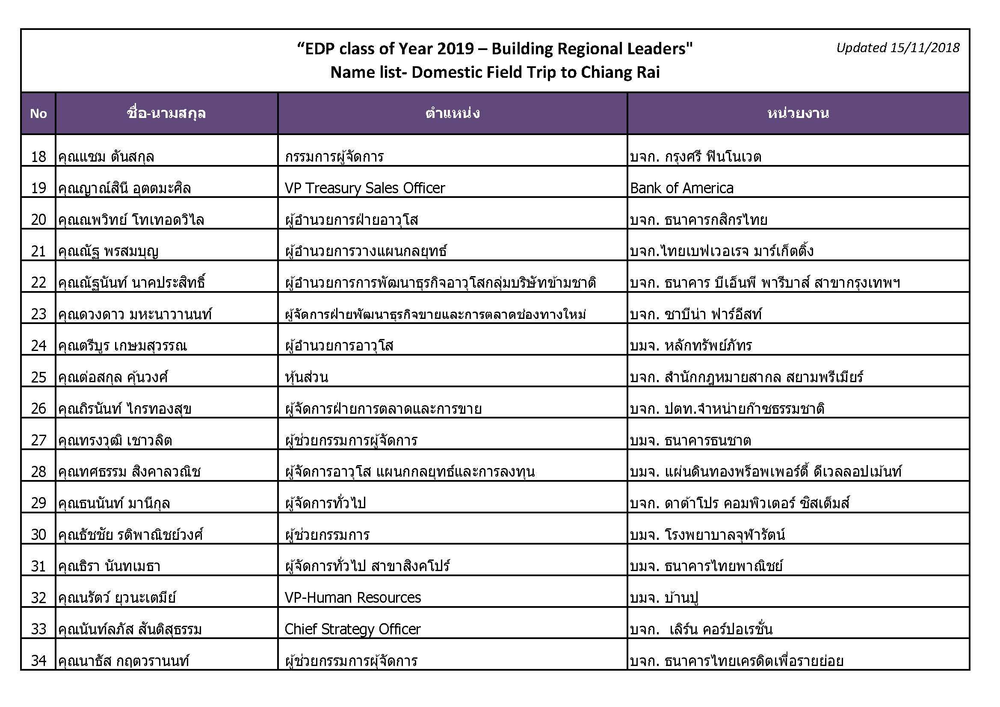 “EDP class of Year 2019 – Building Regional Leaders"
Updated 15/11/2018
Name list- Domestic Field Trip to Chiang Rai
No ชื่อ-นามสกุล ตำแหน่ง หน่วยงาน
18 คุณแซม ตันสกุล กรรมการผู้จัดการ บจก. กรุงศรี ฟินโนเวต
19 คุณญาณ์สินี อุตตมะศิล VP Treasury Sales Officer Bank of America
20 คุณณพวิทย์ โทเทอดวิไล ผู้อำนวยการฝ่ายอาวุโส บจก. ธนาคารกสิกรไทย
21 คุณณัฐ พรสมบุญ ผู้อำนวยการวางแผนกลยุทธ์ บจก.ไทยเบฟเวอเรจ มาร์เก็ตติ้ง
22 คุณณัฐนันท์ นาคประสิทธิ์ ผู้อำนวยการการพัฒนาธุรกิจอาวุโสกลุ่มบริษัทข้ามชาติ บจก. ธนาคาร บีเอ็นพี พารีบาส์ สาขากรุงเทพฯ
23 คุณดวงดาว มหะนาวานนท์ ผู้จัดการฝ่ายพัฒนาธุรกิจขายและการตลาดช่องทางใหม่ บจก. ซาบีน่า ฟาร์อีสท์
24 คุณตรีบูร เกษมสุวรรณ ผู้อำนวยการอาวุโส บมจ. หลักทรัพย์ภัทร
25 คุณต่อสกุล คุ้นวงศ์ หุ้นส่วน บจก. สำนักกฎหมายสากล สยามพรีเมียร์
26 คุณถิรนันท์ ไกรทองสุข ผู้จัดการฝ่ายการตลาดและการขาย บจก. ปตท.จำหน่ายก๊าซธรรมชาติ
27 คุณทรงวุฒิ เชาวลิต ผู้ช่วยกรรมการผู้จัดการ บมจ. ธนาคารธนชาต
28 คุณทศธรรม สิงคาลวณิช ผู้จัดการอาวุโส แผนกกลยุทธ์และการลงทุน บมจ. แผ่นดินทองพร็อพเพอร์ตี้ ดีเวลลอปเม้นท์
29 คุณธนนันท์ มานีกุล ผู้จัดการทั่วไป บจก. ดาต้าโปร คอมพิวเตอร์ ซิสเต็มส์
30 คุณธัชชัย รติพาณิชย์วงศ์ ผู้ช่วยกรรมการ บมจ. โรงพยาบาลจุฬารัตน์
31 คุณธิรา นันทเมธา ผู้จัดการทั่วไป สาขาสิงคโปร์ บมจ. ธนาคารไทยพาณิชย์
32 คุณนรัตว์ ยุวนะเตมีย์ VP-Human Resources บมจ. บ้านปู
33 คุณนันท์ลภัส สันติสุธรรม Chief Strategy Officer บจก. เลิร์น คอร์ปอเรชั่น
34 คุณนาธัส กฤตวรานนท์ ผู้ช่วยกรรมการผุ้จัดการ บจก. ธนาคารไทยเครดิตเพื่อรายย่อย